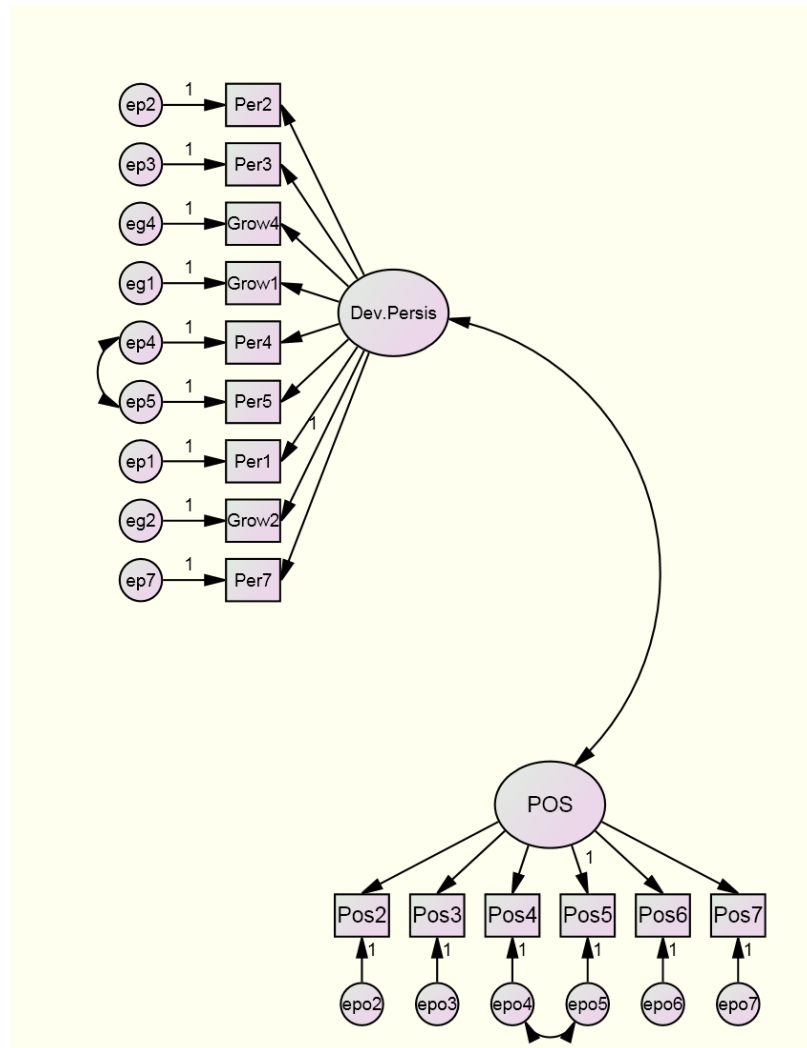 ep2 1 Per2
ep3 1 Per3
eg4 1 Grow4
eg1 1 Grow1
Dev.Persis
ep4 1 Per4
ep5 1 Per5
1
ep1 1 Per1
eg2 1 Grow2
ep7 1 Per7
POS
1
Pos2 Pos3 Pos4 Pos5 Pos6 Pos7
1 1 1 1 1 1
epo2 epo3 epo4 epo5 epo6 epo7